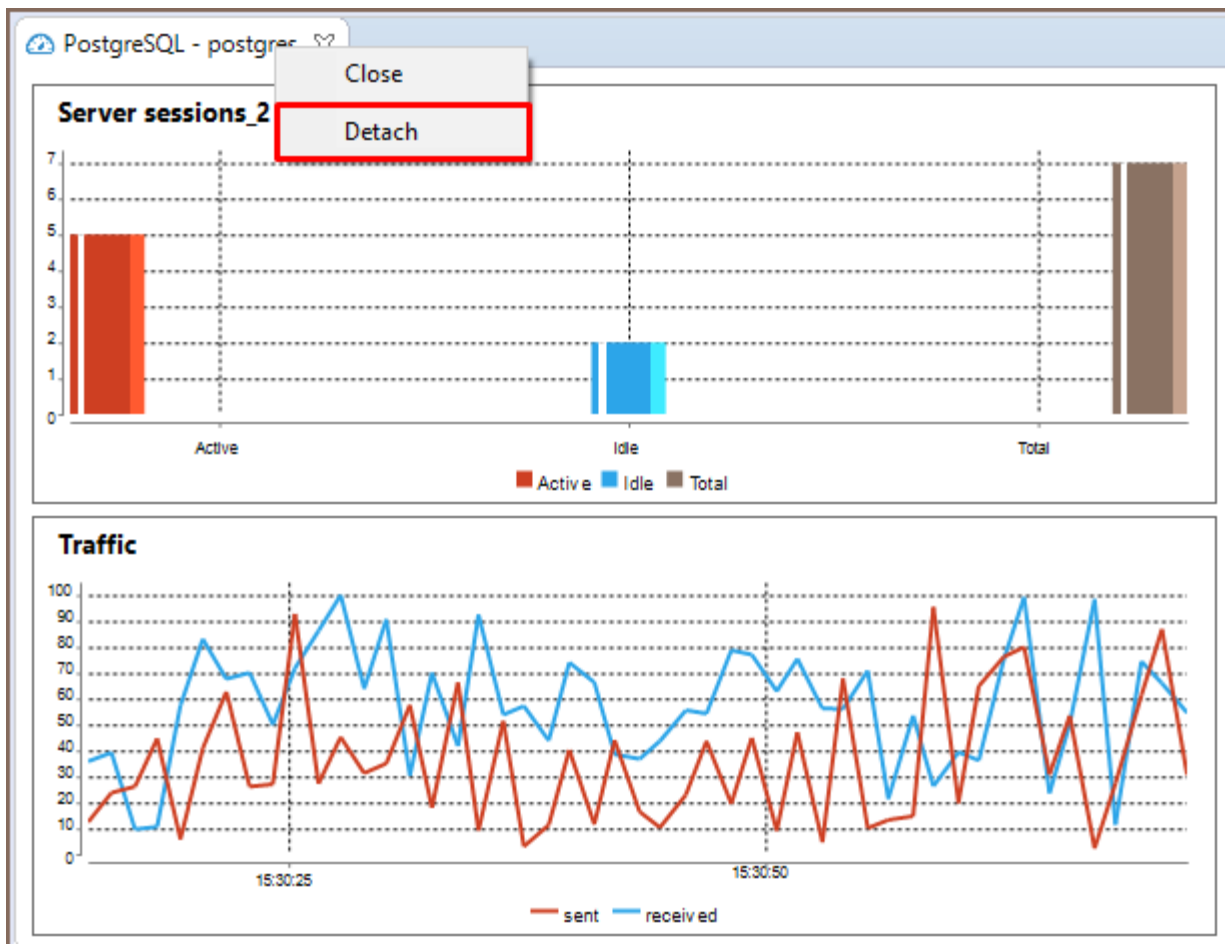 PostgreSQL - postgres
Close
Detach
Server sessions_2
7
6
5
4
3
2
1
0
Active
Idle
Total
Active Idle Total
Traffic
100
90
80
70
60
50
40
30
20
10
0
15:30:25
15:30:50
sent received